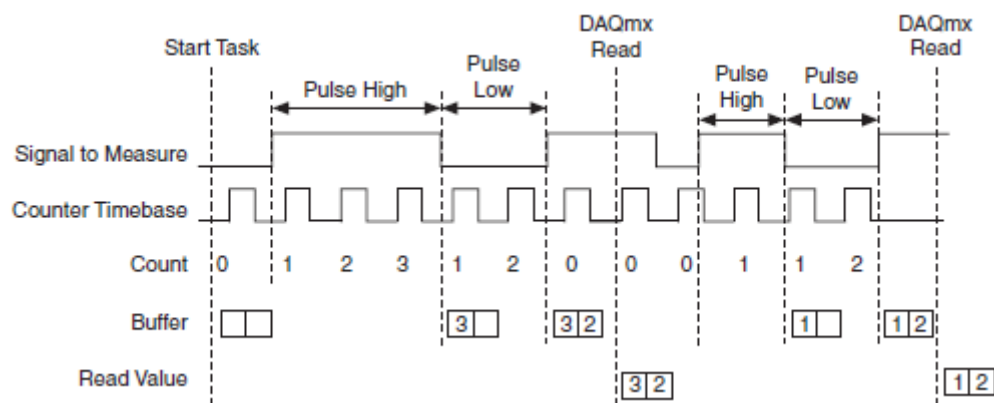 DAQmx Read
DAQmx Read
Start Task
Pulse High
Pulse Low
Pulse High
Pulse Low
Signal to Measure
Counter Timebase
Count 0 1 2 3 1 2 0 0 0 1 1 2
Buffer 3 3 2 1 1 2
Read Value 3 2 1 2